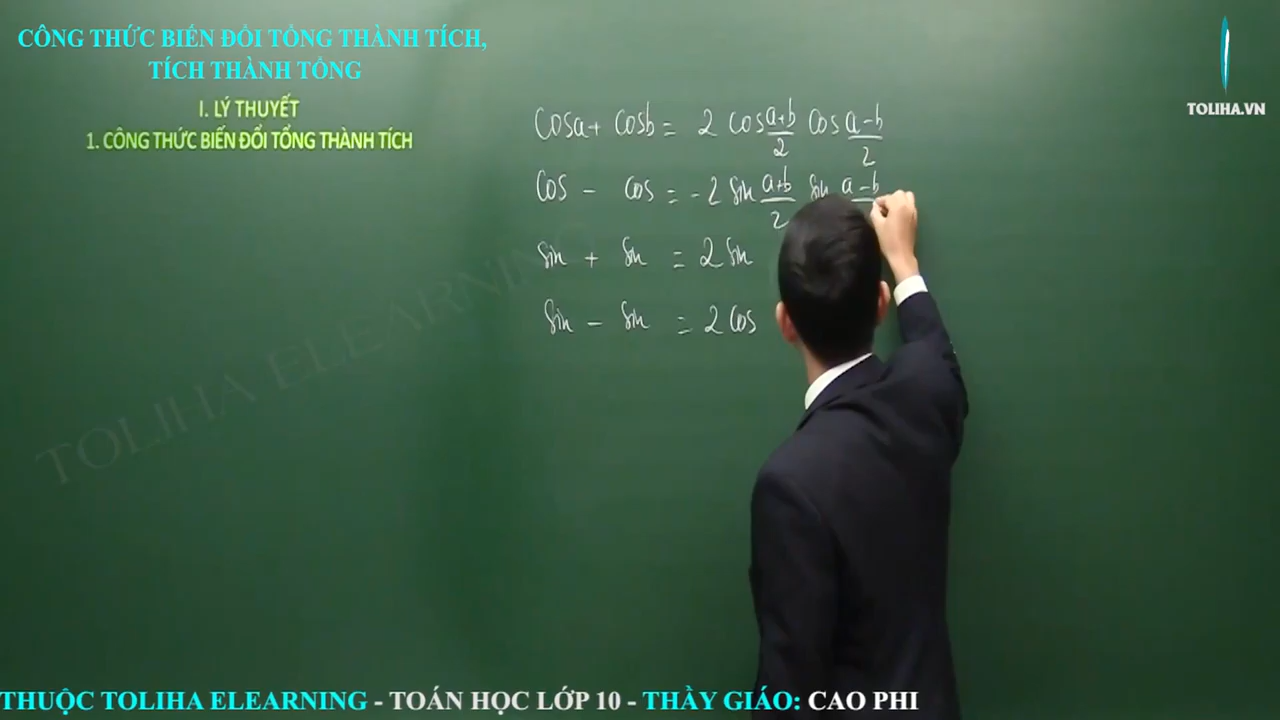 CÔNG THỨC BIẾN ĐỔI TỔNG THÀNH TÍCH,
TÍCH THÀNH TỔNG
I. LÝ THUYẾT
1. CÔNG THỨC BIẾN ĐỔI TỔNG THÀNH TÍCH
TOLIHA.VN
cosa + cosb = 2 cos a+b/2 cos a-b/2
cos - cos = -2 sin a+b/2 sin a-b
sin + sin = 2 sin
sin - sin = 2 cos
TOLIHA ELEARNING
THUỘC TOLIHA ELEARNING - TOÁN HỌC LỚP 10 - THẦY GIÁO: CAO PHI